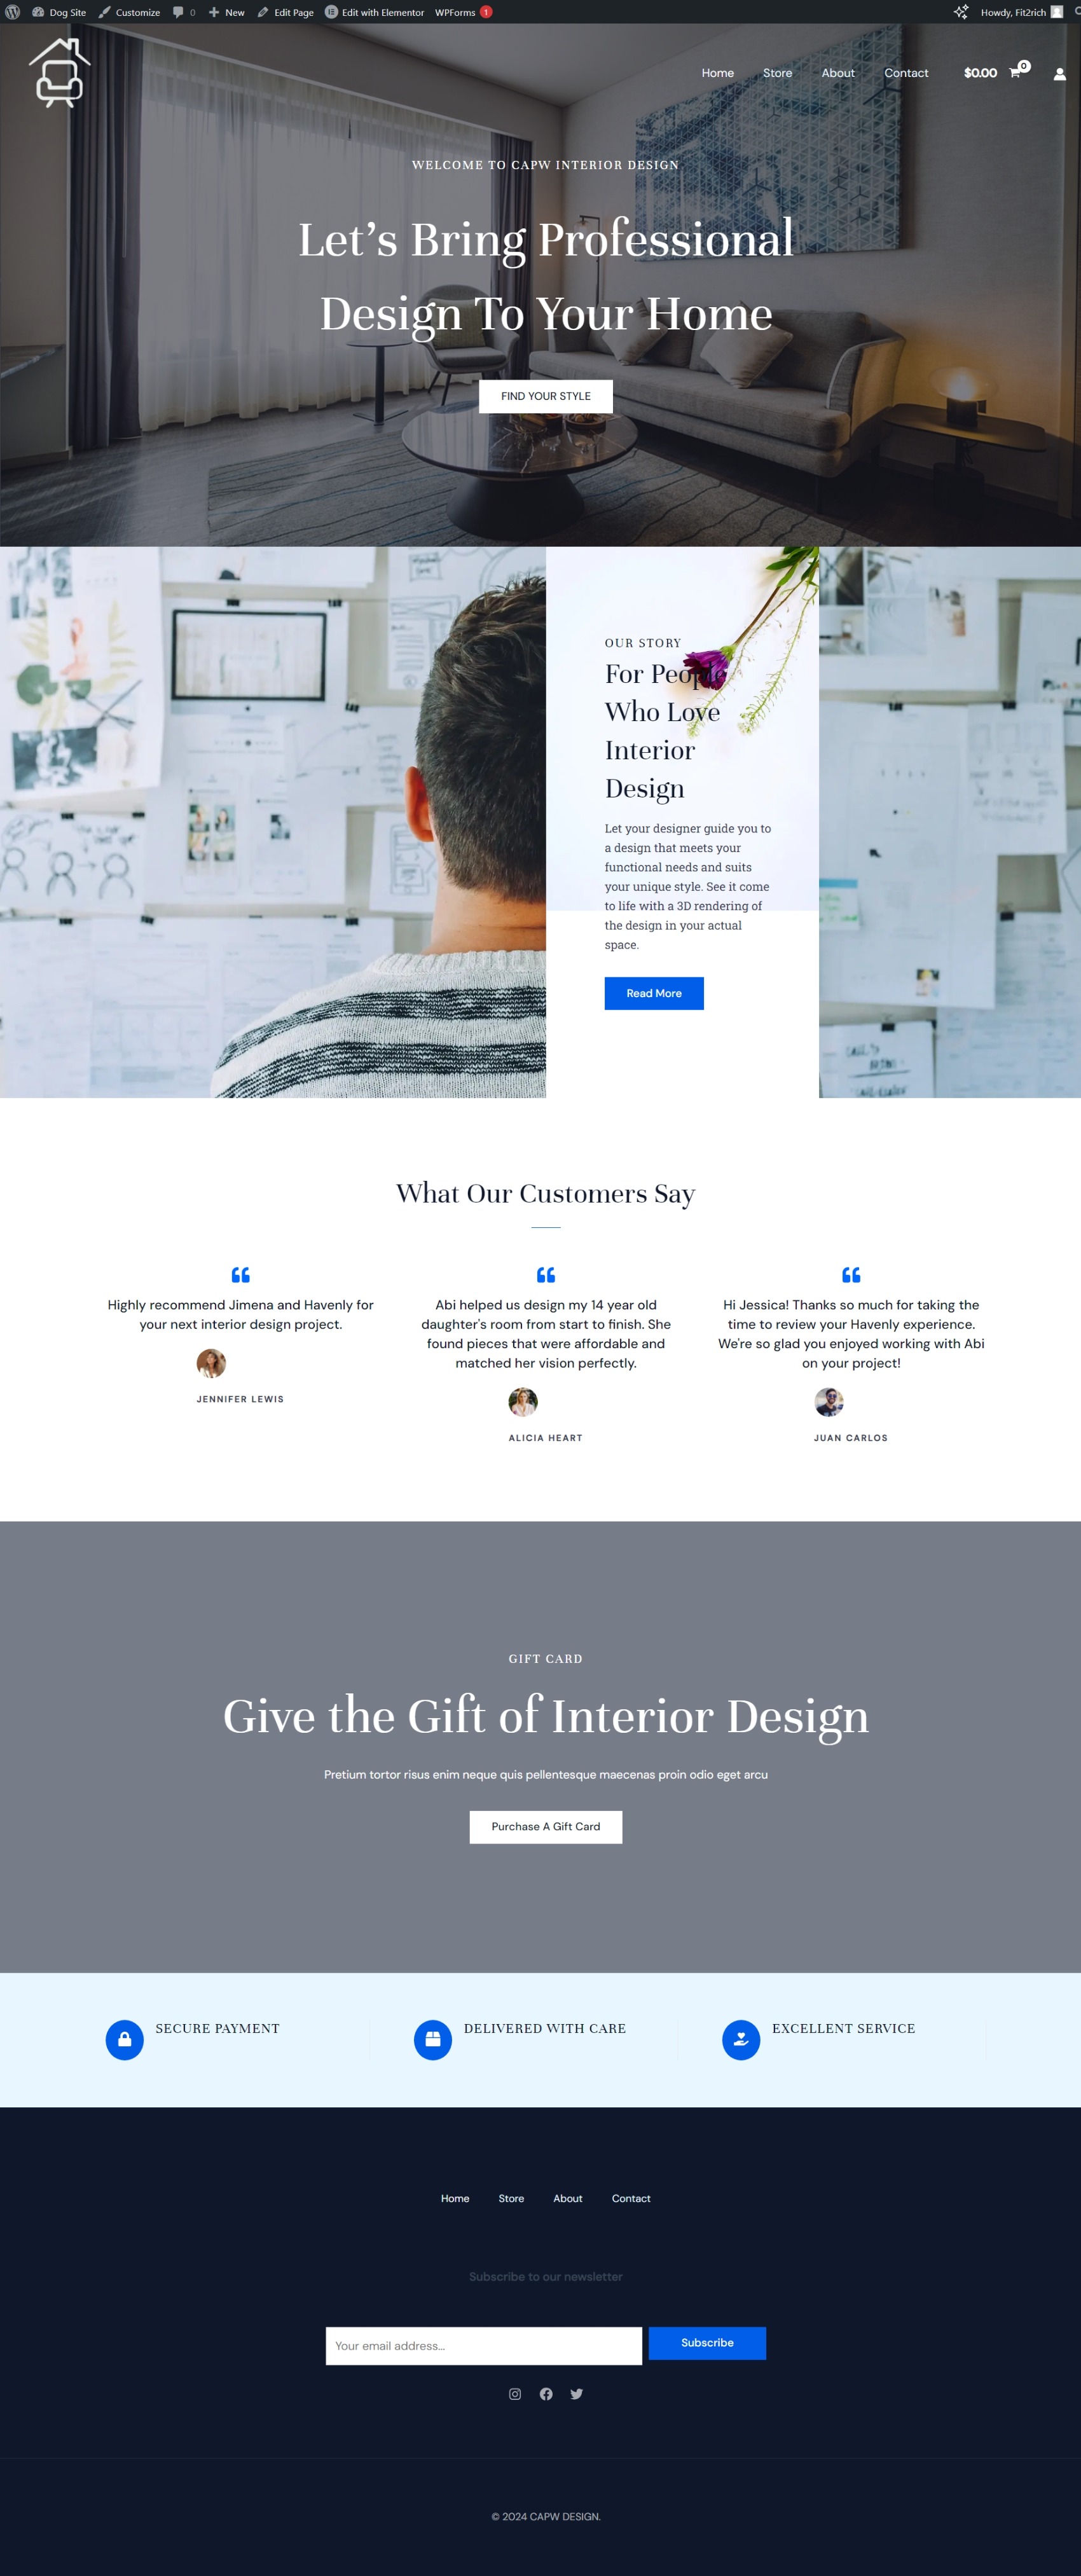 Dog Site Customize 0 New Edit Page Edit with Elementor WPForms 1 Howdy, Fit2rich
Home Store About Contact $0.00 0
WELCOME TO CAPW INTERIOR DESIGN
Let’s Bring Professional
Design To Your Home
FIND YOUR STYLE
OUR STORY
For People
Who Love
Interior
Design
Let your designer guide you to
a design that meets your
functional needs and suits
your unique style. See it come
to life with a 3D rendering of
the design in your actual
space.
Read More
What Our Customers Say
Highly recommend Jimena and Havenly for
your next interior design project.
JENNIFER LEWIS
Abi helped us design my 14 year old
daughter's room from start to finish. She
found pieces that were affordable and
matched her vision perfectly.
ALICIA HEART
Hi Jessica! Thanks so much for taking the
time to review your Havenly experience.
We're so glad you enjoyed working with Abi
on your project!
JUAN CARLOS
GIFT CARD
Give the Gift of Interior Design
Pretium tortor risus enim neque quis pellentesque maecenas proin odio eget arcu
Purchase A Gift Card
SECURE PAYMENT
DELIVERED WITH CARE
EXCELLENT SERVICE
Home Store About Contact
Subscribe to our newsletter
Your email address...
Subscribe
© 2024 CAPW DESIGN.